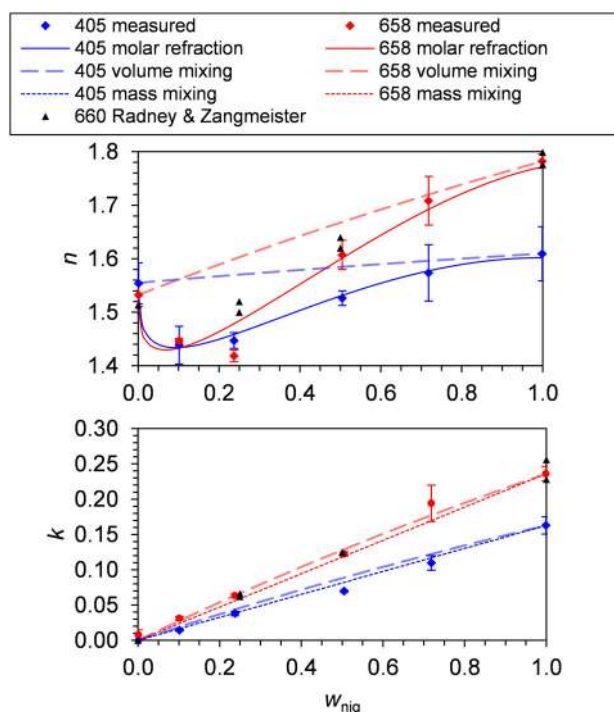 405 measured 658 measured
405 molar refraction 658 molar refraction
405 volume mixing 658 volume mixing
405 mass mixing 658 mass mixing
660 Radney & Zangmeister
1.8
1.7
n
1.6
1.5
1.4
0.0 0.2 0.4 0.6 0.8 1.0
0.30
0.25
0.20
k
0.15
0.10
0.05
0.00
0.0 0.2 0.4 0.6 0.8 1.0
w_nig